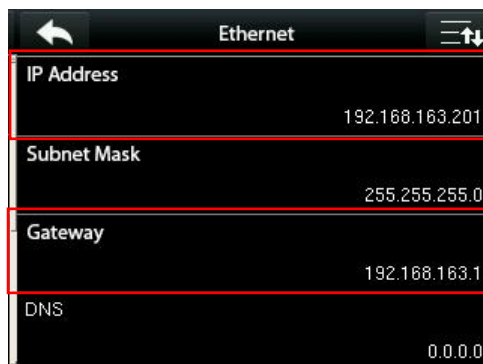 Ethernet
IP Address
192.168.163.201
Subnet Mask
255.255.255.0
Gateway
192.168.163.1
DNS
0.0.0.0